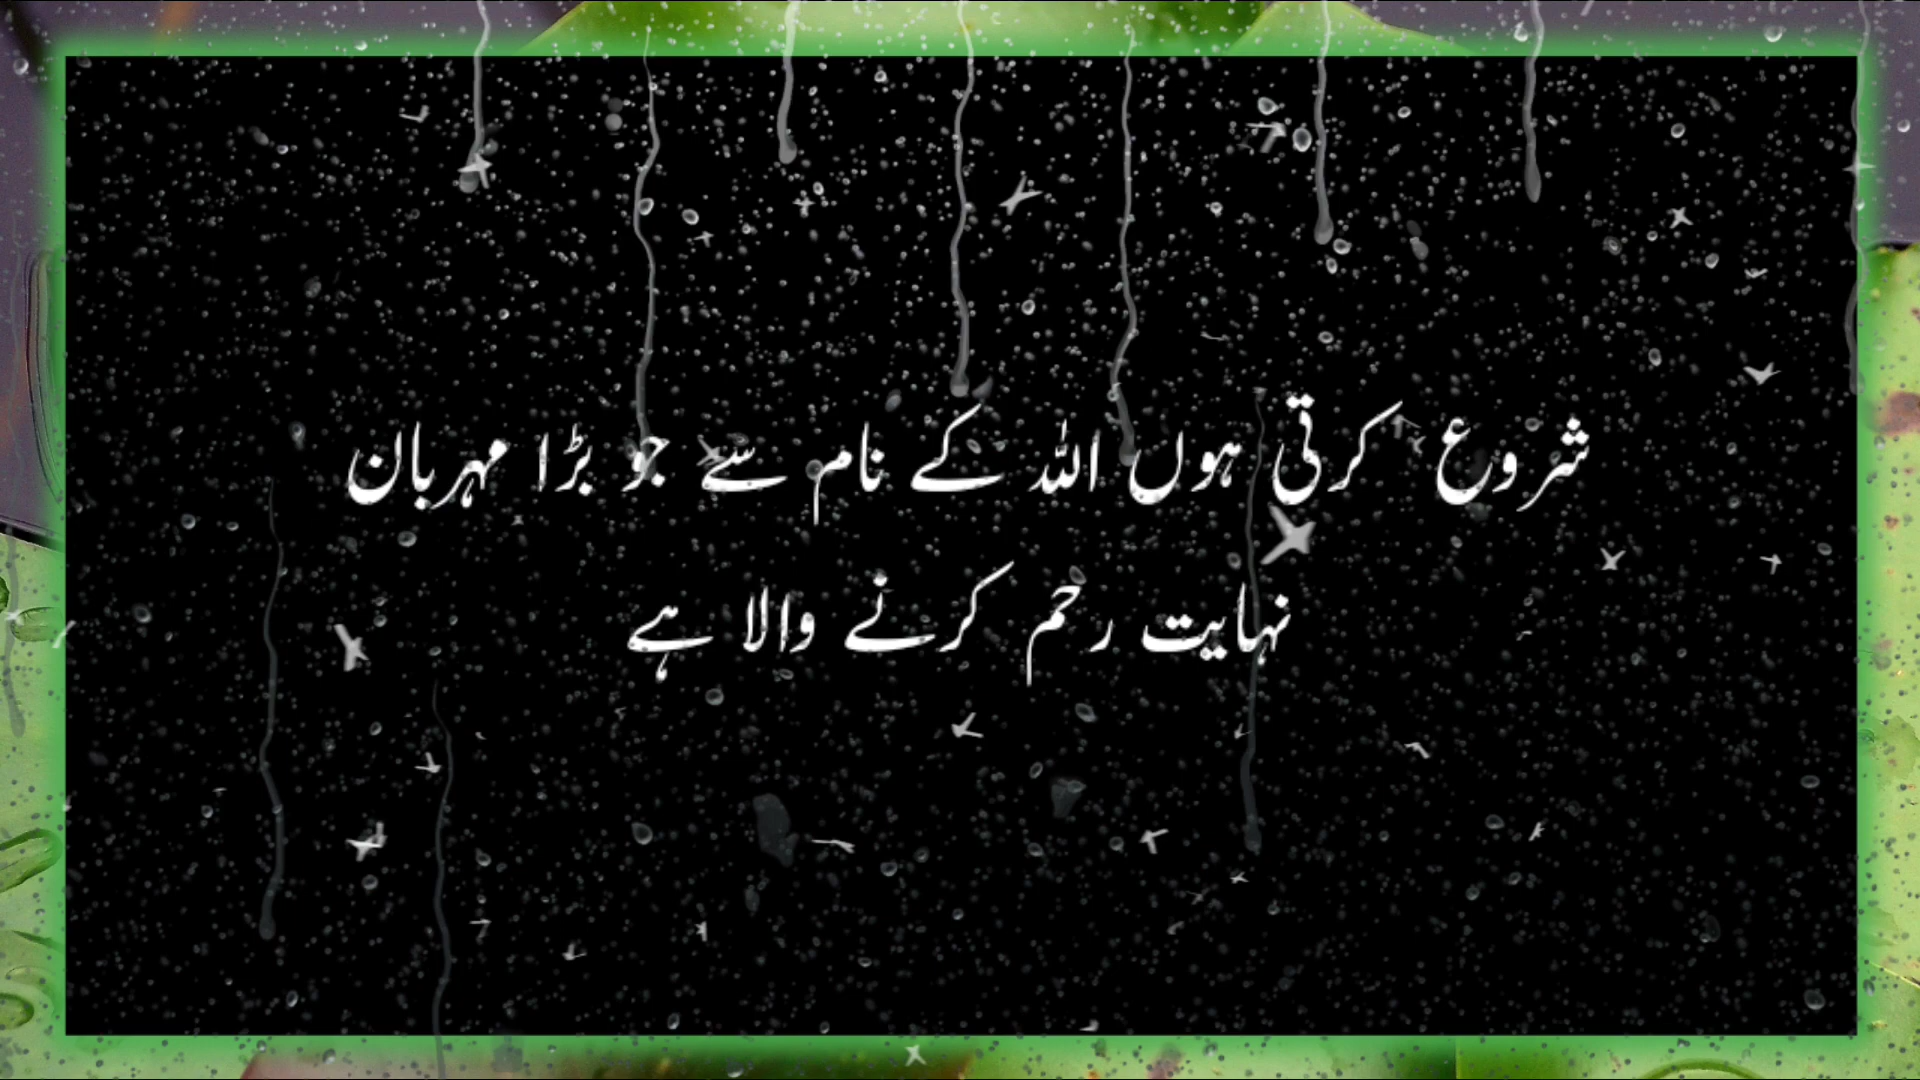 شروع کرتی ہوں اللہ کے نام سے جو بڑا مہربان
نہایت رحم کرنے والا ہے